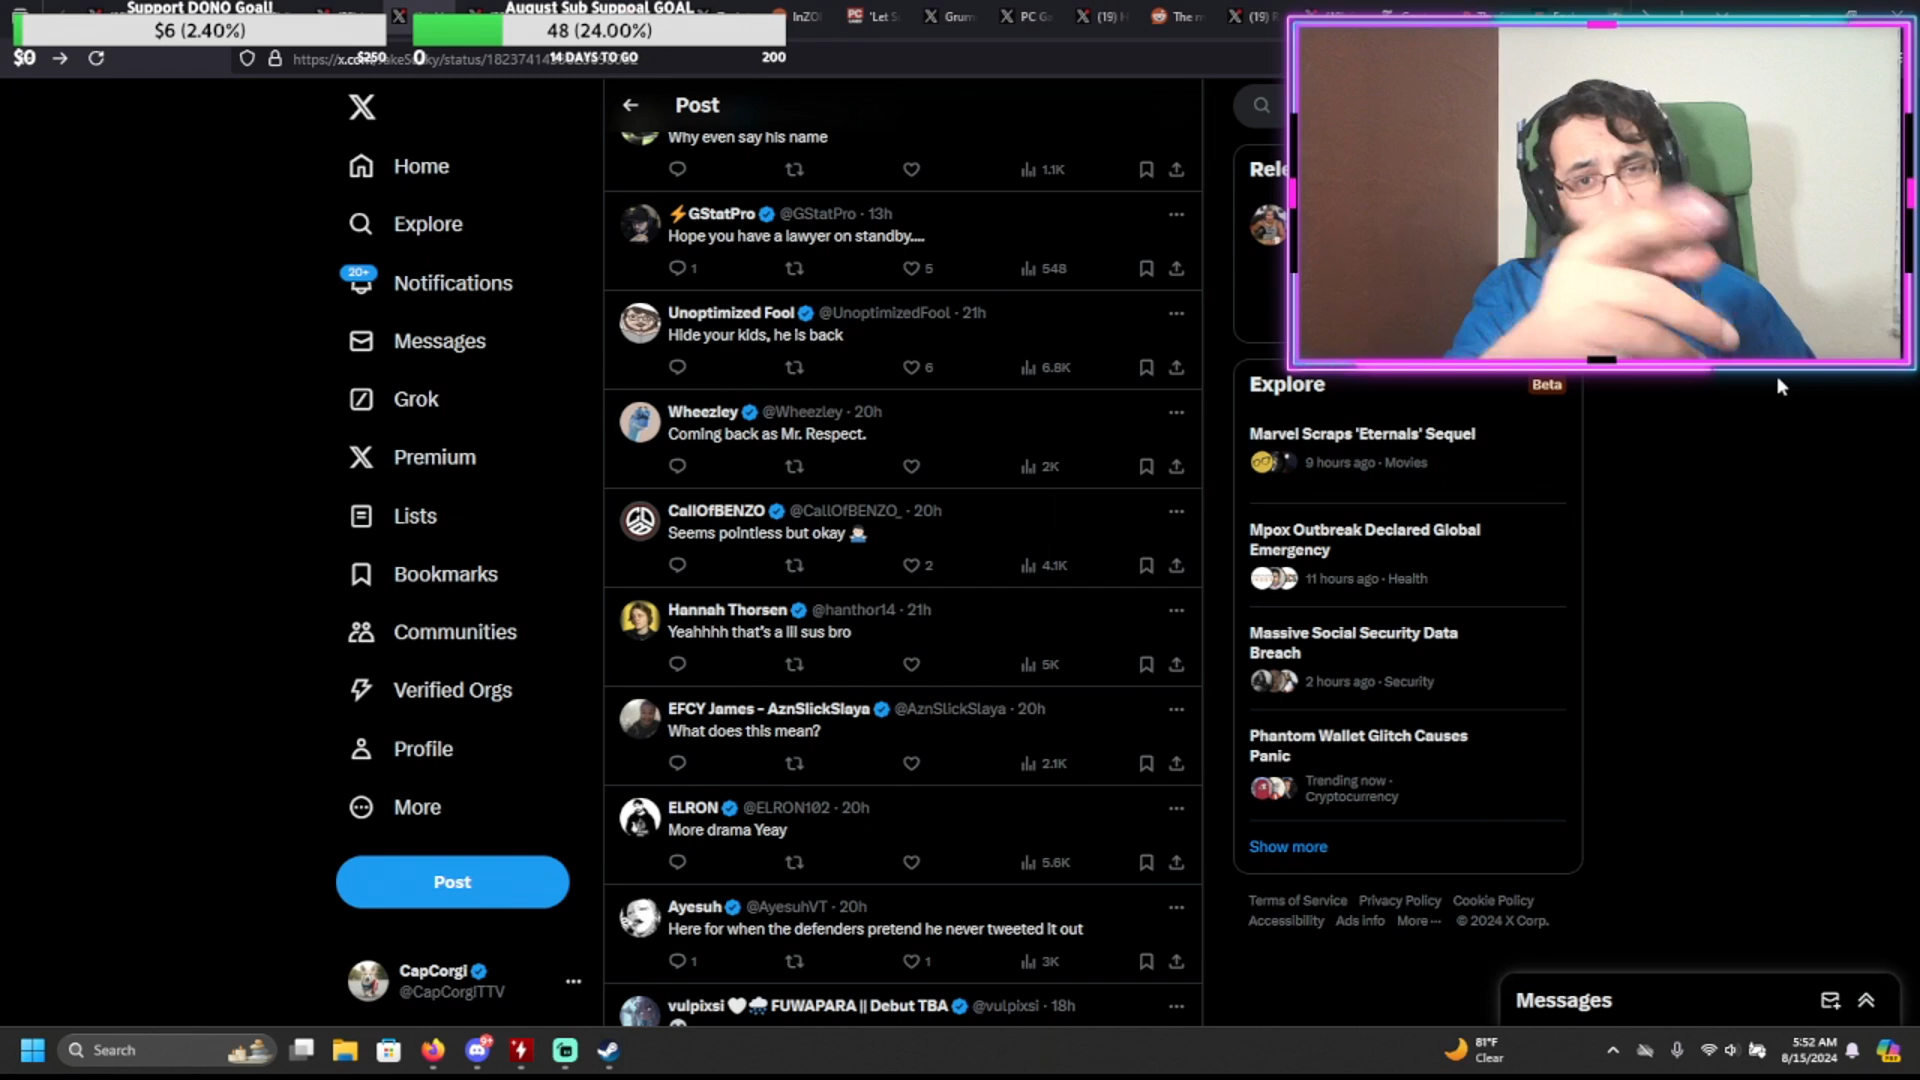 Support DONO Goal!
August Sub Suppoal GOAL
$6 (2.40%)
48 (24.00%)
$0
$250
0
14 DAYS TO GO
200
InZOI
'Let S
Grum
PC Ga
(19) H
The m
(19) R
Post
Home
Explore
Notifications
20+
Messages
Grok
Premium
Lists
Bookmarks
Communities
Verified Orgs
Profile
More
Post
CapCorgi
@CapCorgiTTV
Why even say his name
1.1K
⚡GStatPro @GStatPro · 13h
Hope you have a lawyer on standby....
1 5 548
Unoptimized Fool @UnoptimizedFool · 21h
Hide your kids, he is back
6 6.8K
Wheezley @Wheezley · 20h
Coming back as Mr. Respect.
2K
CallOfBENZO @CallOfBENZO_ · 20h
Seems pointless but okay 🤷🏻‍♂️
2 4.1K
Hannah Thorsen @hanthor14 · 21h
Yeahhhh that's a lil sus bro
5K
EFCY James - AznSlickSlaya @AznSlickSlaya · 20h
What does this mean?
2.1K
ELRON @ELRON102 · 20h
More drama Yeay
5.6K
Ayesuh @AyesuhVT · 20h
Here for when the defenders pretend he never tweeted it out
1 1 3K
vulpixsi 🤍🌧️ FUWAPARA || Debut TBA @vulpixsi · 18h
Rele
Explore
Beta
Marvel Scraps 'Eternals' Sequel
9 hours ago · Movies
Mpox Outbreak Declared Global
Emergency
11 hours ago · Health
Massive Social Security Data
Breach
2 hours ago · Security
Phantom Wallet Glitch Causes
Panic
Trending now ·
Cryptocurrency
Show more
Terms of Service Privacy Policy Cookie Policy
Accessibility Ads info More ··· © 2024 X Corp.
Messages
Search
81°F
Clear
5:52 AM
8/15/2024